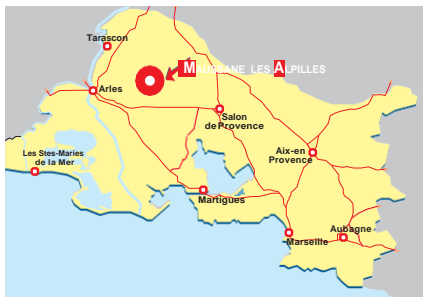 Tarascon
MAUSSANE LES ALPILLES
Arles
Salon
de Provence
Aix-en
Provence
Les Stes-Maries
de la Mer
Martigues
Aubagne
Marseille